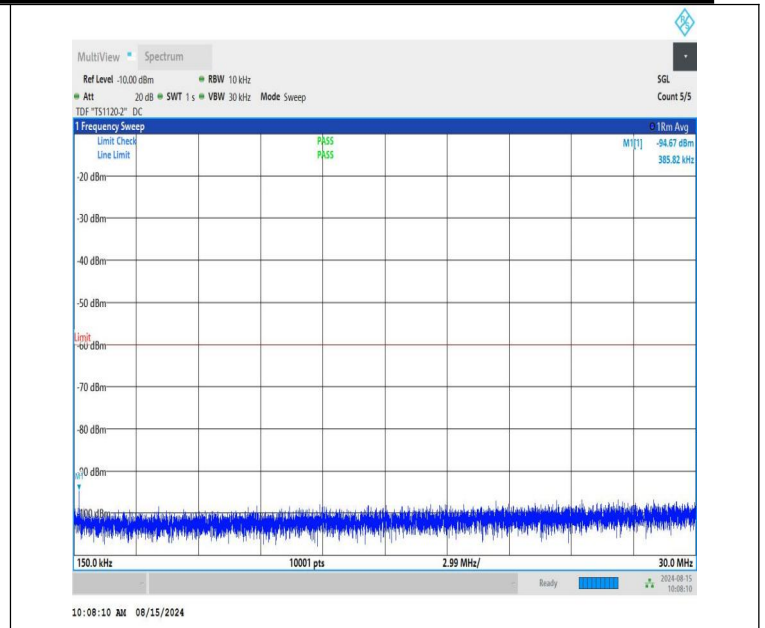 R S
MultiView Spectrum
Ref Level -10.00 dBm RBW 10 kHz SGL
Att 20 dB SWT 1 s VBW 30 kHz Mode Sweep Count 5/5
TDF "TS1120-2" DC
1 Frequency Sweep 1Rm Avg
Limit Check PASS M1[1] -94.67 dBm
Line Limit PASS 385.82 kHz
-20 dBm
-30 dBm
-40 dBm
-50 dBm
Limit
-60 dBm
-70 dBm
-80 dBm
-90 dBm
M1
-100 dBm
150.0 kHz 10001 pts 2.99 MHz/ 30.0 MHz
Ready 2024-08-15
10:08:10
10:08:10 AM 08/15/2024